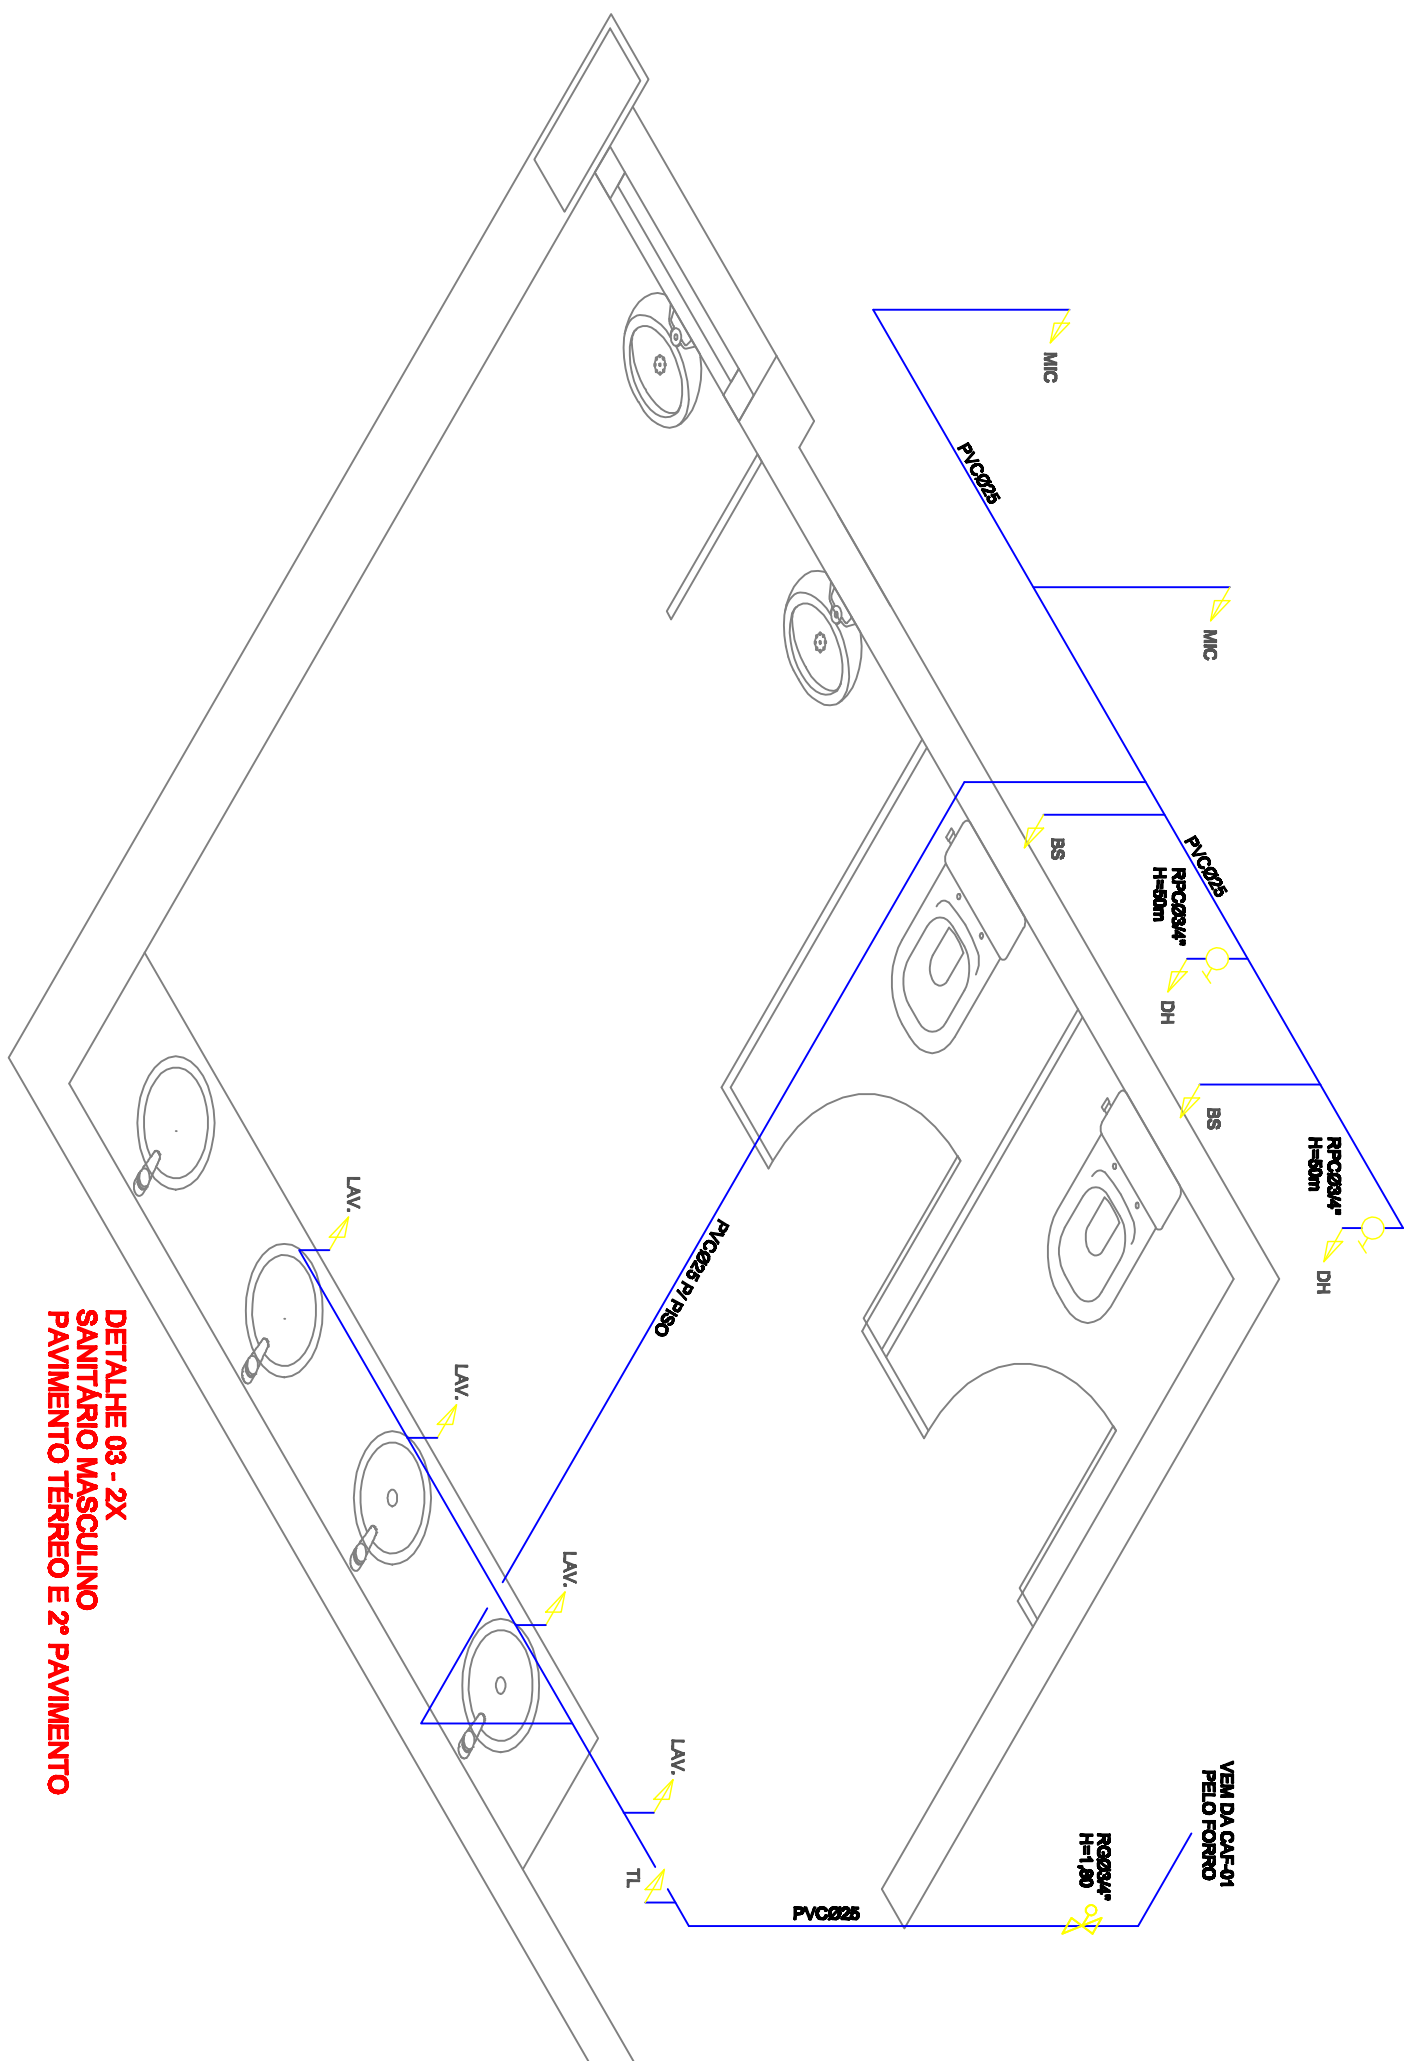 MIC
PVCØ25
MIC
BS
PVCØ25
RPCØ3/4"
H=50m
DH
BS
RPCØ3/4"
H=50m
DH
PVCØ25 P/ PISO
LAV.
LAV.
LAV.
LAV.
TL
PVCØ25
RGØ3/4"
H=1,80
VEM DA CAF-01
PELO FORRO
DETALHE 03 - 2X
SANITÁRIO MASCULINO
PAVIMENTO TÉRREO E 2º PAVIMENTO